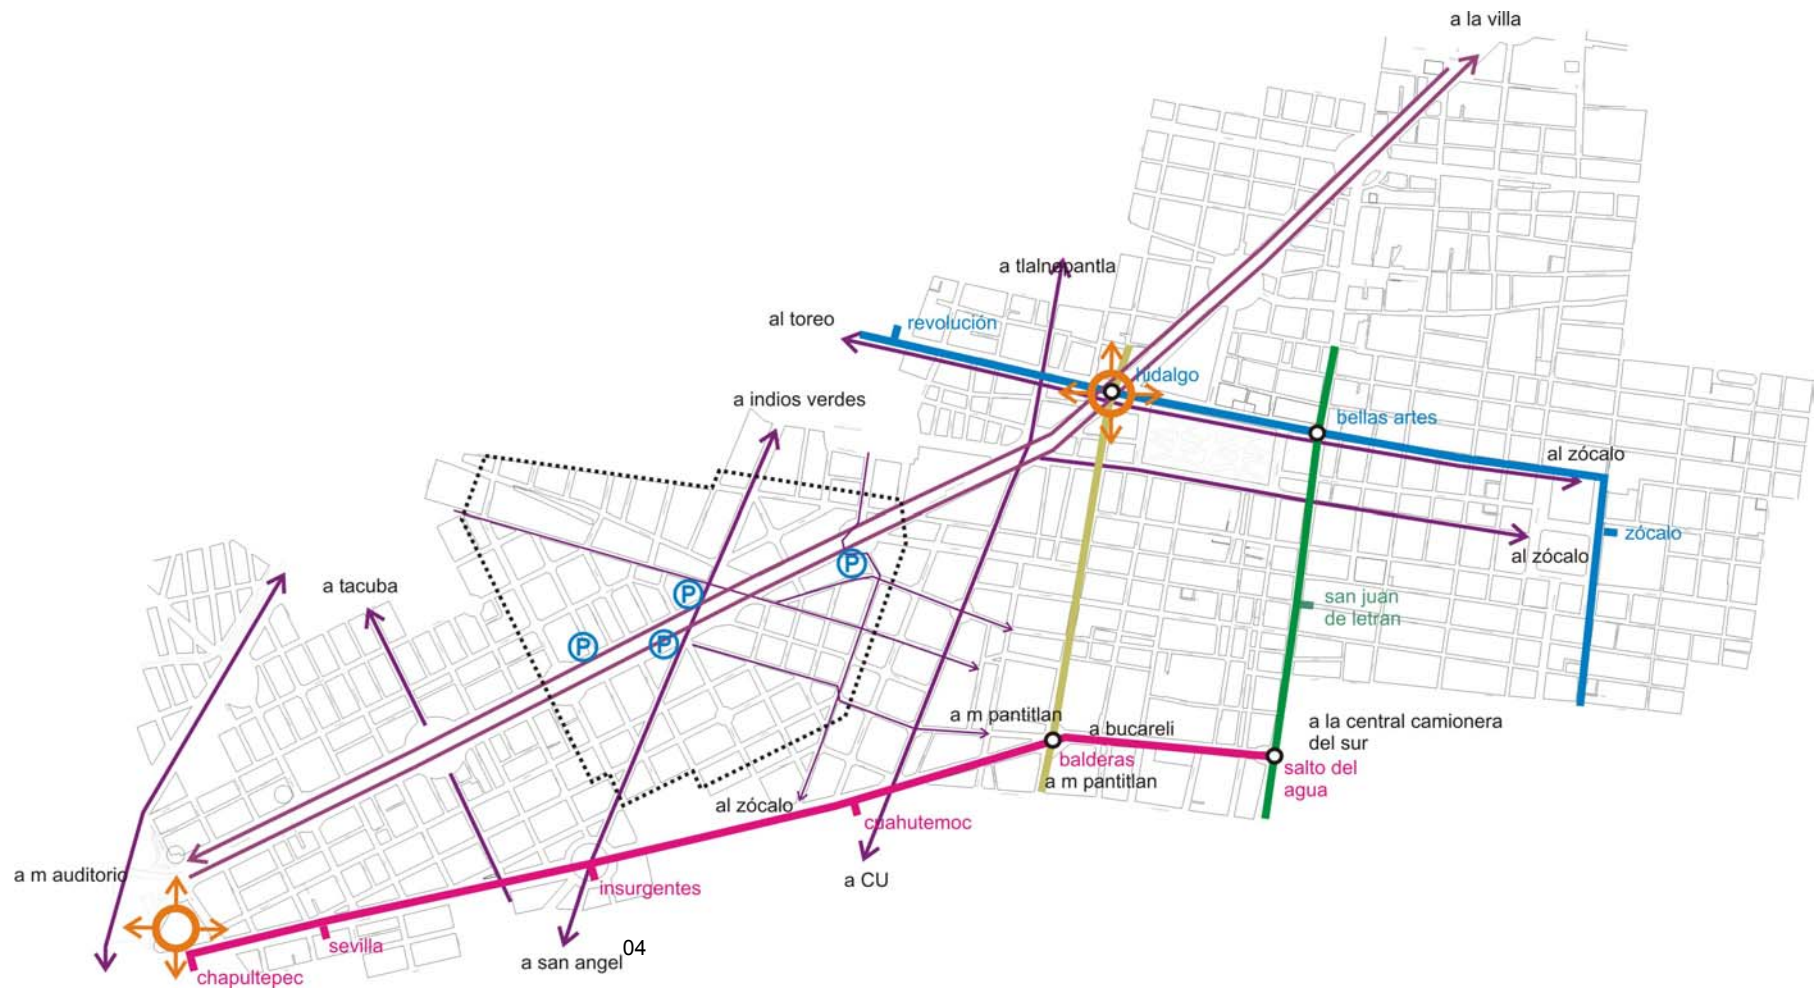 a la villa
a tlalnepantla
al toreo
revolución
hidalgo
a indios verdes
bellas artes
al zócalo
zócalo
al zócalo
P
P
P
P
a tacuba
san juan
de letrán
a m pantitlan
a bucareli
a la central camionera
del sur
balderas
a m pantitlan
salto del
agua
al zócalo
cuahutemoc
a m auditorio
a CU
insurgentes
sevilla
04
a san angel
chapultepec